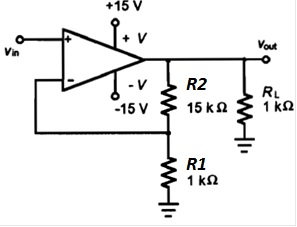 +15 V
+ V
Vin
+
Vout
-
- V
-15 V
R2
15 kΩ
RL
1 kΩ
R1
1 kΩ